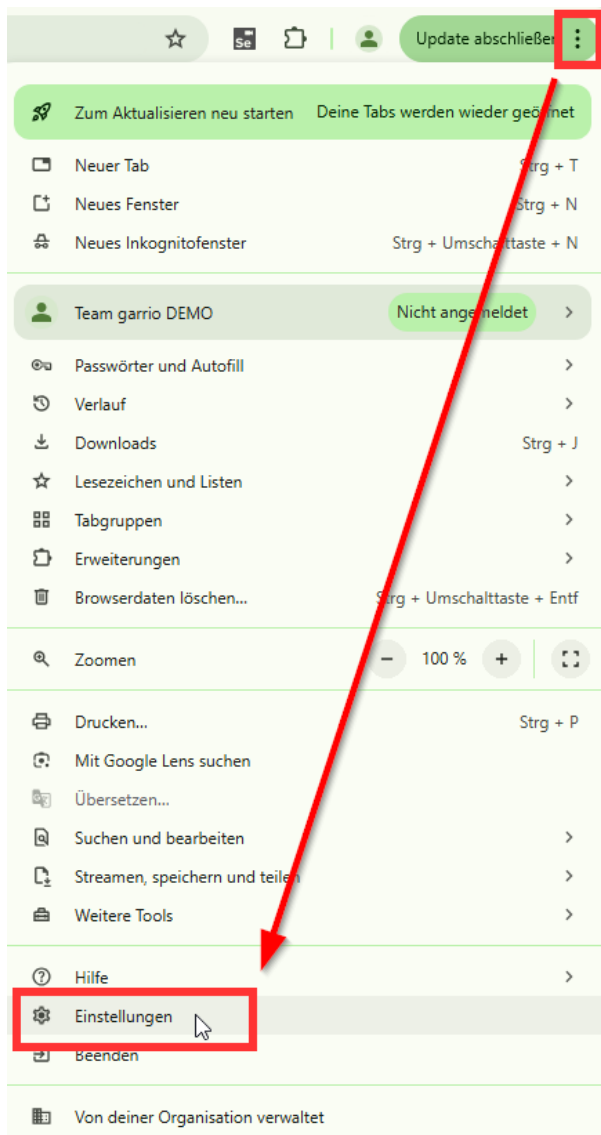 Se Update abschließen
Zum Aktualisieren neu starten Deine Tabs werden wieder geöffnet
Neuer Tab Strg + T
Neues Fenster Strg + N
Neues Inkognitofenster Strg + Umschalttaste + N
Team garrio DEMO Nicht angemeldet
Passwörter und Autofill
Verlauf
Downloads Strg + J
Lesezeichen und Listen
Tabgruppen
Erweiterungen
Browserdaten löschen... Strg + Umschalttaste + Entf
Zoomen − 100 % +
Drucken... Strg + P
Mit Google Lens suchen
Übersetzen...
Suchen und bearbeiten
Streamen, speichern und teilen
Weitere Tools
Hilfe
Einstellungen
Beenden
Von deiner Organisation verwaltet